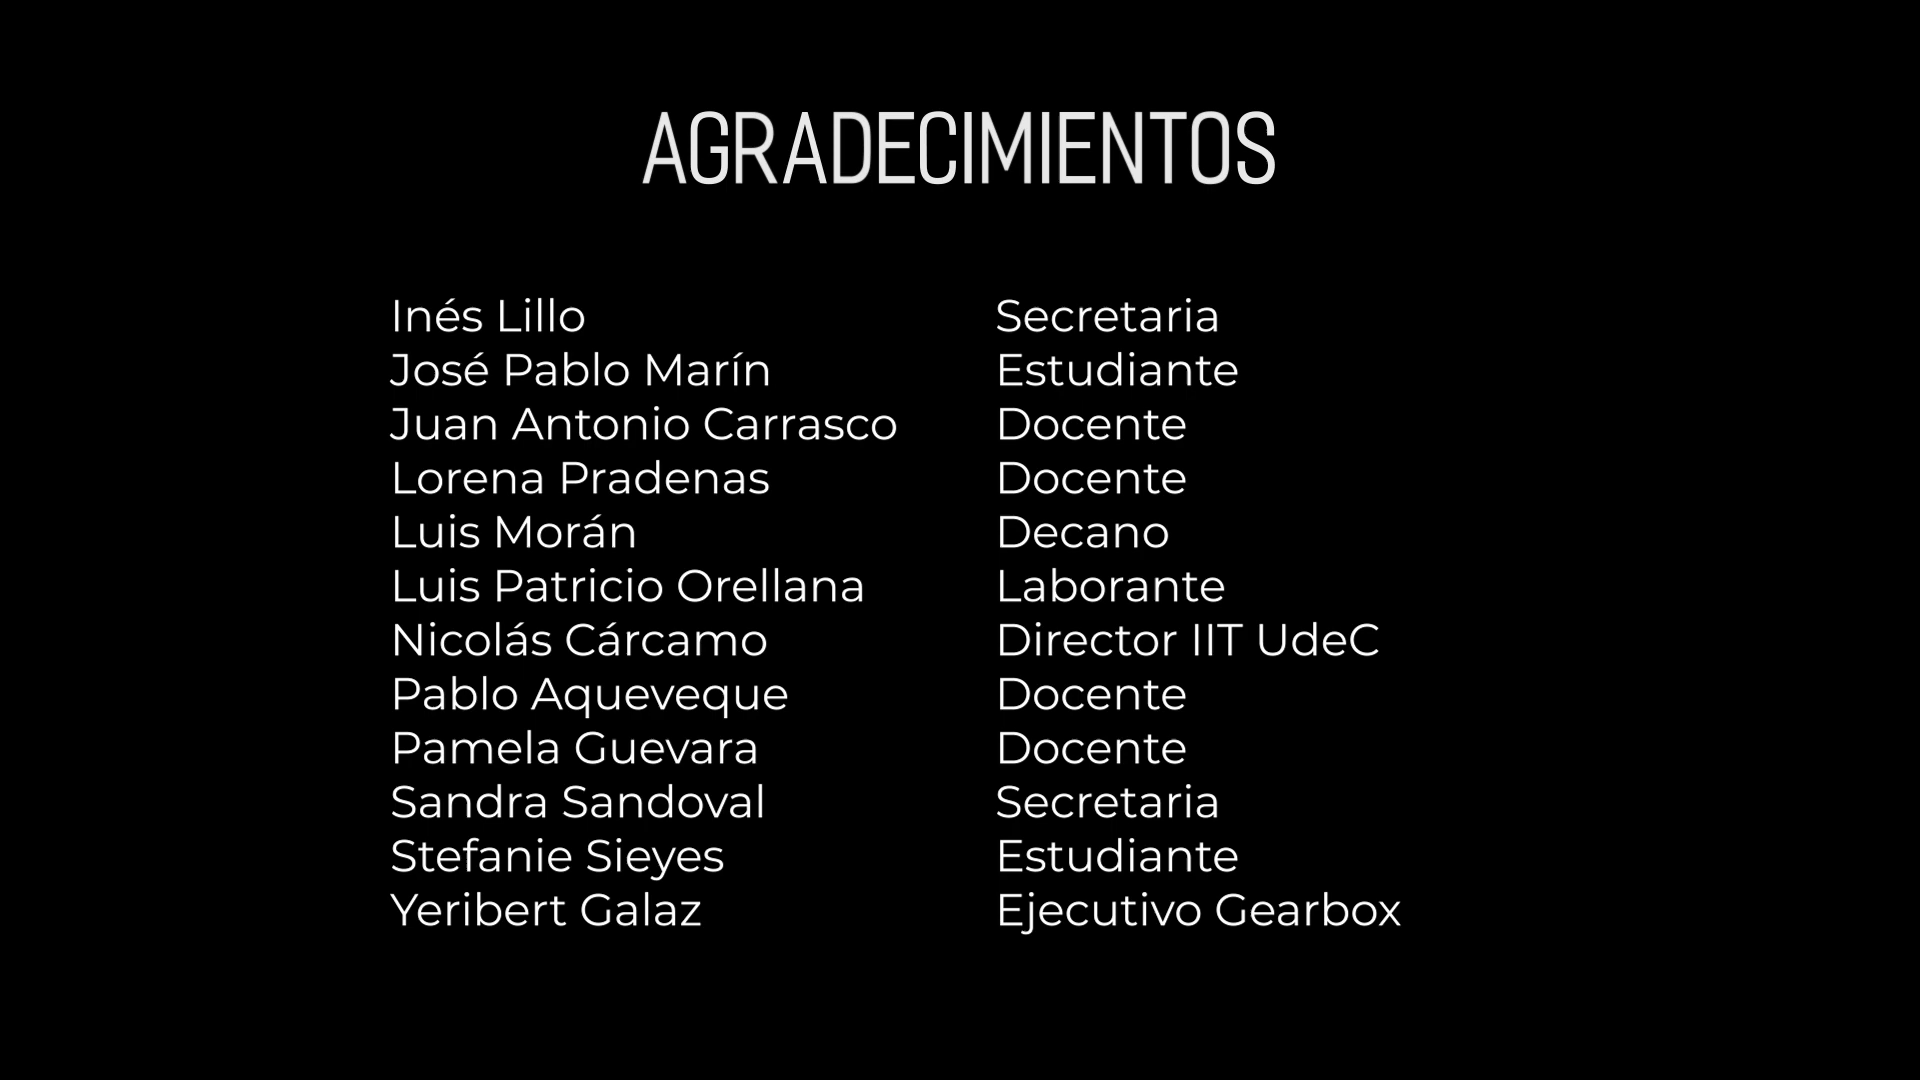 AGRADECIMIENTOS
Inés Lillo Secretaria
José Pablo Marín Estudiante
Juan Antonio Carrasco Docente
Lorena Pradenas Docente
Luis Morán Decano
Luis Patricio Orellana Laborante
Nicolás Cárcamo Director IIT UdeC
Pablo Aqueveque Docente
Pamela Guevara Docente
Sandra Sandoval Secretaria
Stefanie Sieyes Estudiante
Yeribert Galaz Ejecutivo Gearbox